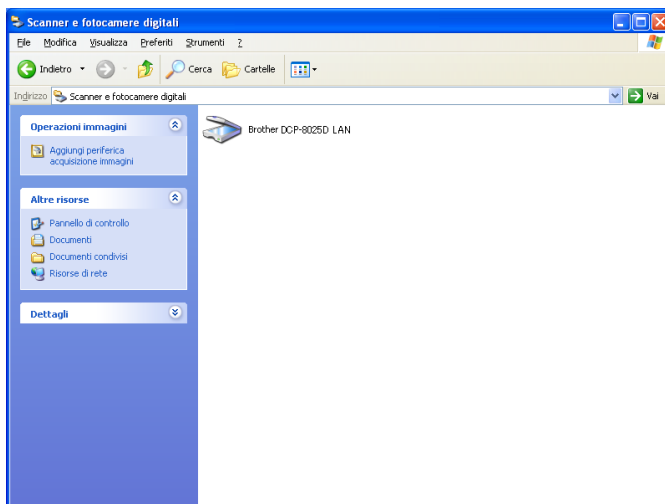 Scanner e fotocamere digitali
File Modifica Visualizza Preferiti Strumenti ?
Indietro Cerca Cartelle
Indirizzo Scanner e fotocamere digitali Vai
Operazioni immagini
Aggiungi periferica
acquisizione immagini
Altre risorse
Pannello di controllo
Documenti
Documenti condivisi
Risorse di rete
Dettagli
Brother DCP-8025D LAN